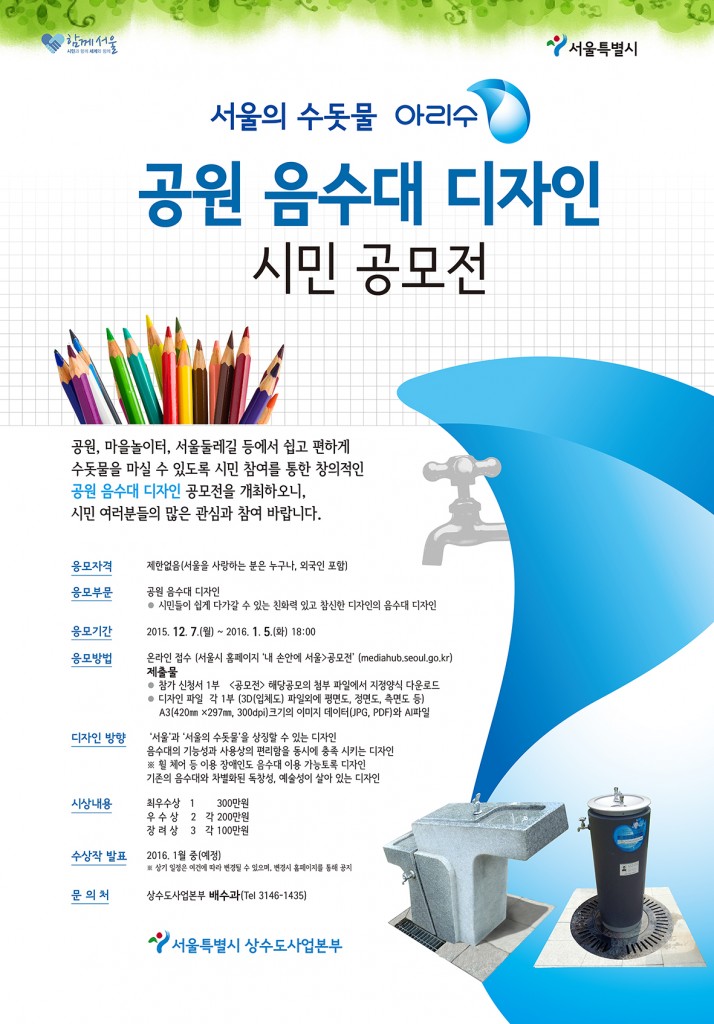 함께서울
시민과 함께 세계와 함께
서울특별시
서울의 수돗물 아리수
공원 음수대 디자인
시민 공모전
공원, 마을놀이터, 서울둘레길 등에서 쉽고 편하게
수돗물을 마실 수 있도록 시민 참여를 통한 창의적인
공원 음수대 디자인 공모전을 개최하오니,
시민 여러분들의 많은 관심과 참여 바랍니다.
응모자격 제한없음(서울을 사랑하는 분은 누구나, 외국인 포함)
응모부문 공원 음수대 디자인
● 시민들이 쉽게 다가갈 수 있는 친화력 있고 참신한 디자인의 음수대 디자인
응모기간 2015. 12. 7.(월) ~ 2016. 1. 5.(화) 18:00
응모방법 온라인 접수 (서울시 홈페이지 '내 손안에 서울>공모전' (mediahub.seoul.go.kr)
제출물
● 참가 신청서 1부 <공모전> 해당공모의 첨부 파일에서 지정양식 다운로드
● 디자인 파일 각 1부 (3D(입체도) 파일외에 평면도, 정면도, 측면도 등)
A3(420mm ×297mm, 300dpi)크기의 이미지 데이터(JPG, PDF)와 AI파일
디자인 방향 '서울'과 '서울의 수돗물'을 상징할 수 있는 디자인
음수대의 기능성과 사용상의 편리함을 동시에 충족 시키는 디자인
※ 휠 체어 등 이용 장애인도 음수대 이용 가능토록 디자인
기존의 음수대와 차별화된 독창성, 예술성이 살아 있는 디자인
시상내용 최우수상 1 300만원
우 수 상 2 각 200만원
장 려 상 3 각 100만원
수상작 발표 2016. 1월 중(예정)
※ 상기 일정은 여건에 따라 변경될 수 있으며, 변경시 홈페이지를 통해 공지
문 의 처 상수도사업본부 배수과(Tel 3146-1435)
서울특별시 상수도사업본부